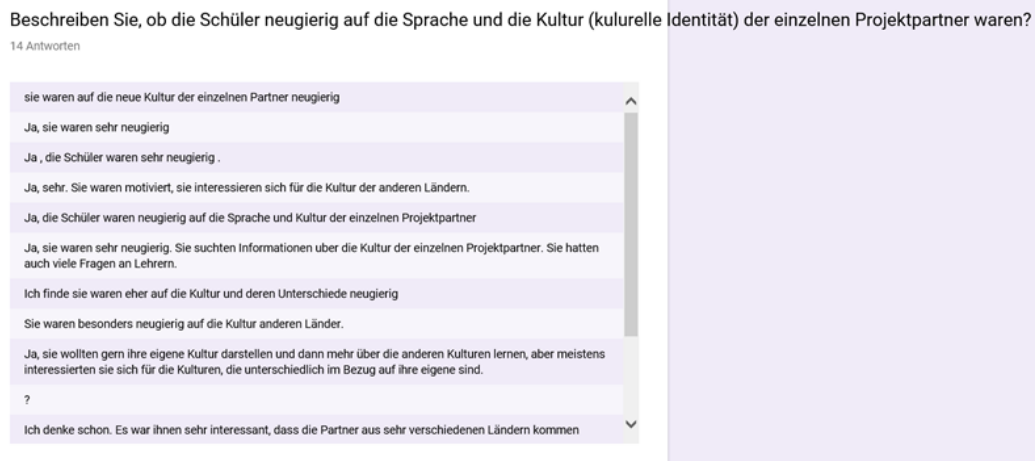 Beschreiben Sie, ob die Schüler neugierig auf die Sprache und die Kultur (kulurelle Identität) der einzelnen Projektpartner waren?
14 Antworten
sie waren auf die neue Kultur der einzelnen Partner neugierig
Ja, sie waren sehr neugierig
Ja , die Schüler waren sehr neugierig .
Ja, sehr. Sie waren motiviert, sie interessieren sich für die Kultur der anderen Ländern.
Ja, die Schüler waren neugierig auf die Sprache und Kultur der einzelnen Projektpartner
Ja, sie waren sehr neugierig. Sie suchten Informationen uber die Kultur der einzelnen Projektpartner. Sie hatten
auch viele Fragen an Lehrern.
Ich finde sie waren eher auf die Kultur und deren Unterschiede neugierig
Sie waren besonders neugierig auf die Kultur anderen Länder.
Ja, sie wollten gern ihre eigene Kultur darstellen und dann mehr über die anderen Kulturen lernen, aber meistens
interessierten sie sich für die Kulturen, die unterschiedlich im Bezug auf ihre eigene sind.
?
Ich denke schon. Es war ihnen sehr interessant, dass die Partner aus sehr verschiedenen Ländern kommen